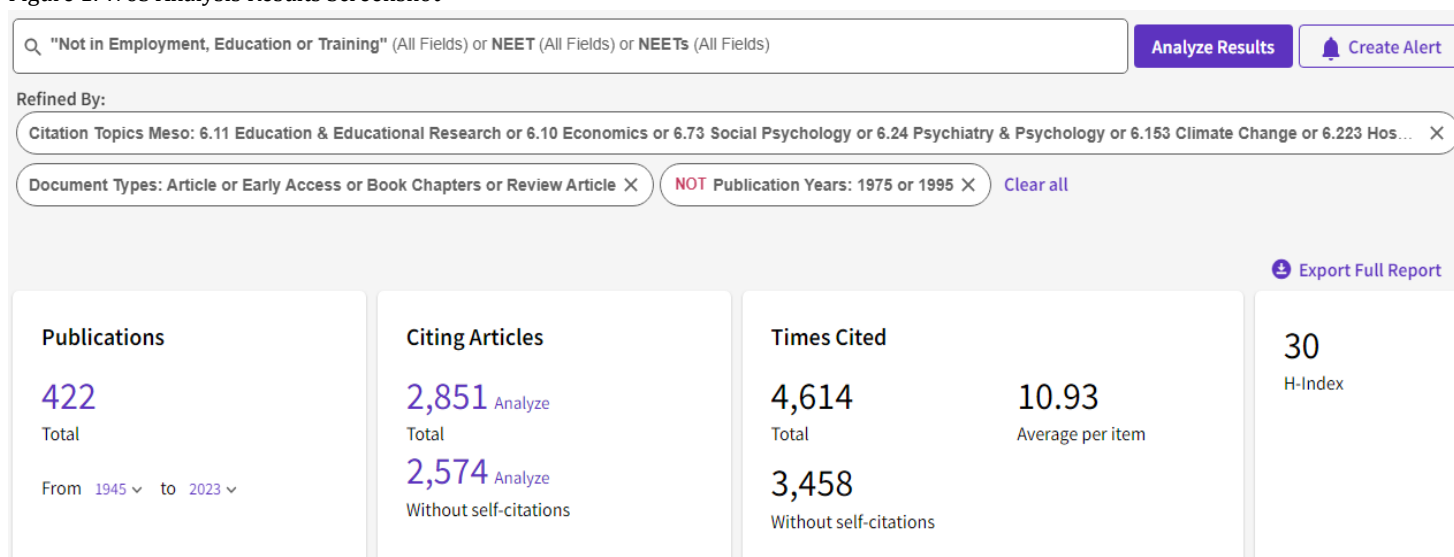 "Not in Employment, Education or Training" (All Fields) or NEET (All Fields) or NEETs (All Fields)
Analyze Results
Create Alert
Refined By:
Citation Topics Meso: 6.11 Education & Educational Research or 6.10 Economics or 6.73 Social Psychology or 6.24 Psychiatry & Psychology or 6.153 Climate Change or 6.223 Hos...
Document Types: Article or Early Access or Book Chapters or Review Article
NOT Publication Years: 1975 or 1995
Clear all
Export Full Report
Publications
422
Total
From 1945 to 2023
Citing Articles
2,851 Analyze
Total
2,574 Analyze
Without self-citations
Times Cited
4,614
Total
10.93
Average per item
3,458
Without self-citations
30
H-Index